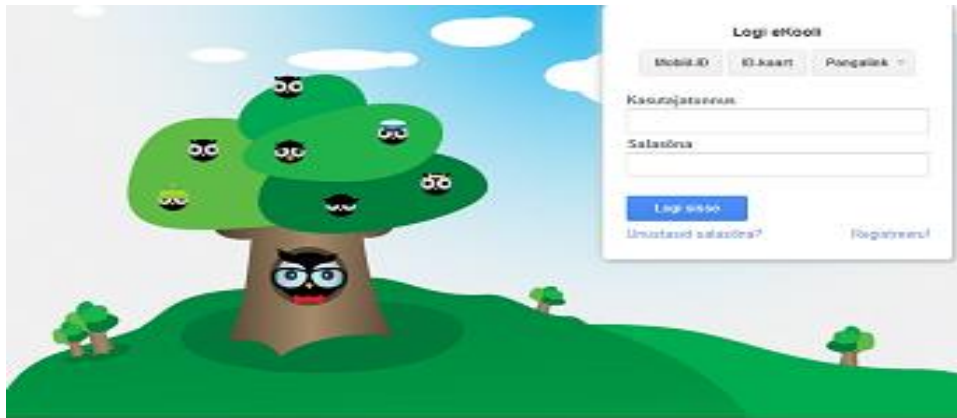 Logi eKooli
Mobiil-ID ID-kaart Pangalink
Kasutajatunnus
Salasõna
Logi sisse
Unustasid salasõna? Registreeru!